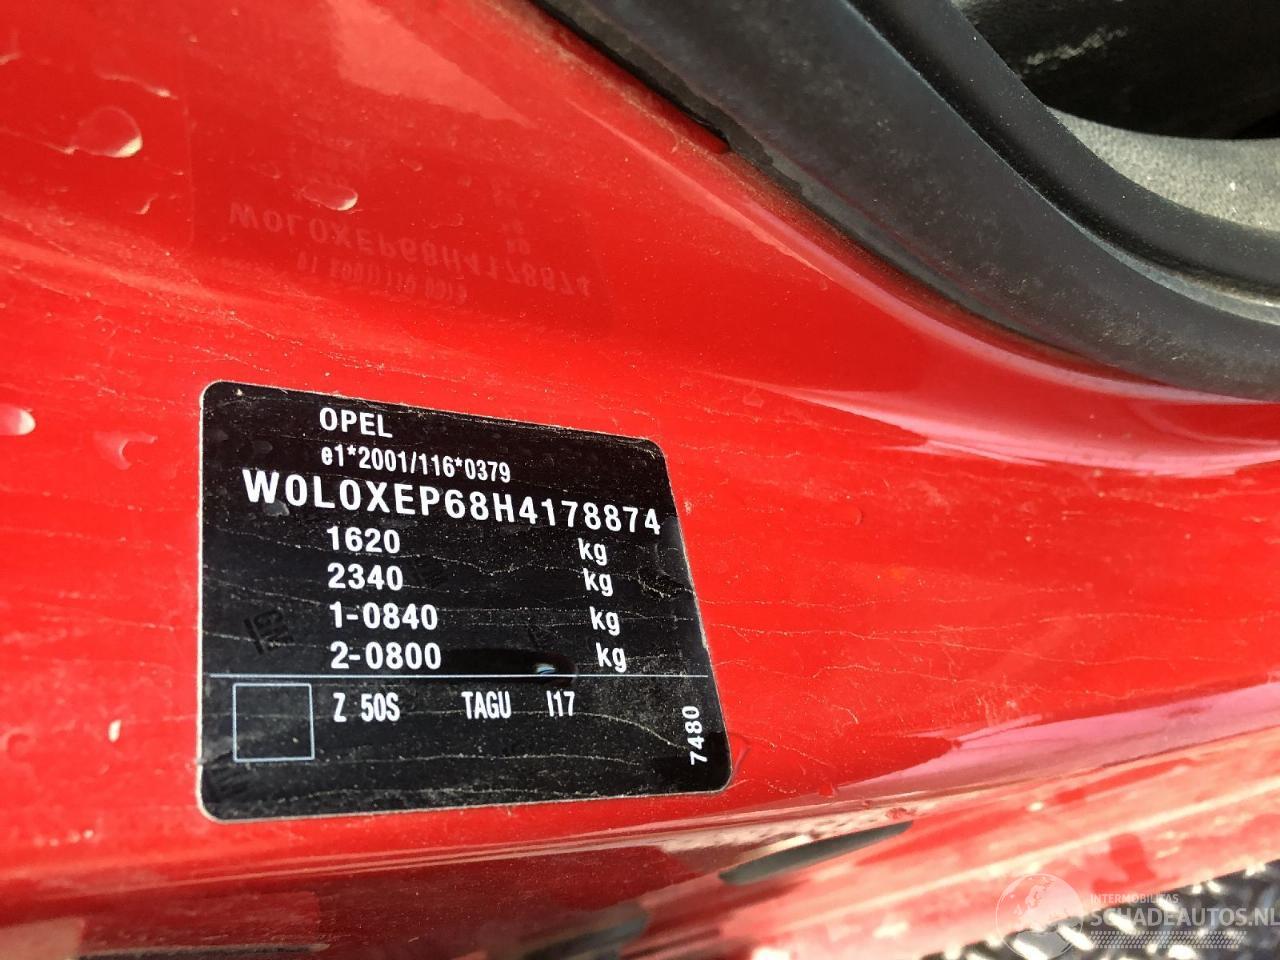 OPEL
e1*2001/116*0379
W0L0XEP68H4178874
1620 kg
2340 kg
1-0840 kg
2-0800 kg
Z 50S TAGU I17
7480
INTERMOBILITAS
SCHADEAUTOS.NL